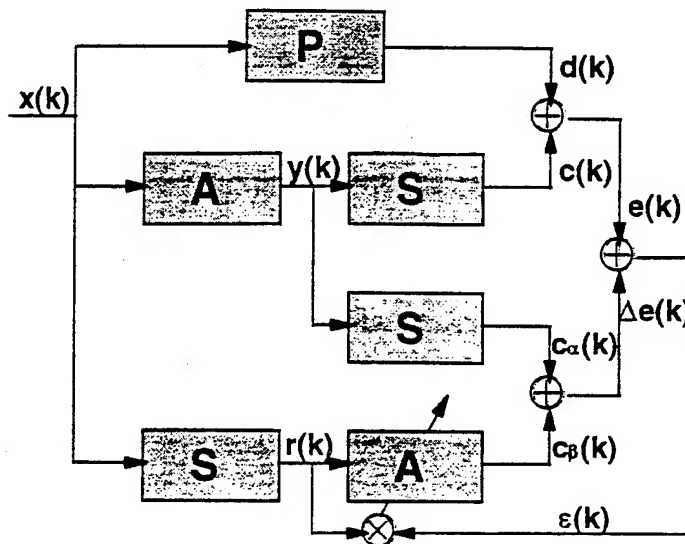 P
d(k)
x(k)
A
y(k)
S
c(k)
e(k)
S
Δe(k)
cα(k)
S
r(k)
A
cβ(k)
ε(k)